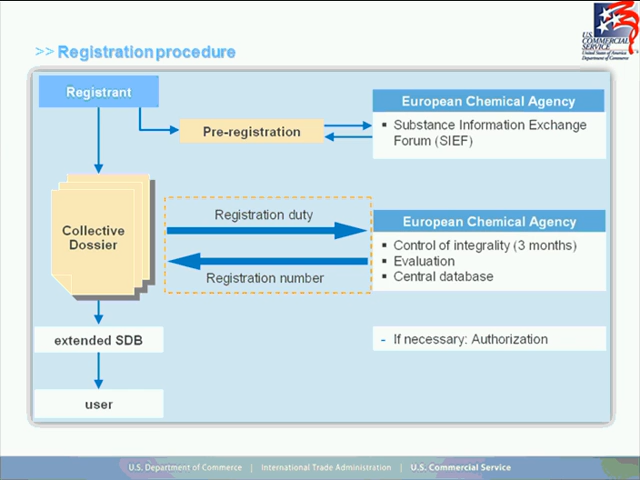 U.S.
COMMERCIAL
SERVICE
United States of America
Department of Commerce
>> Registration procedure
Registrant
Pre-registration
European Chemical Agency
▪ Substance Information Exchange
Forum (SIEF)
Collective
Dossier
Registration duty
Registration number
European Chemical Agency
▪ Control of integrality (3 months)
▪ Evaluation
▪ Central database
extended SDB
- If necessary: Authorization
user
U.S. Department of Commerce | International Trade Administration | U.S. Commercial Service